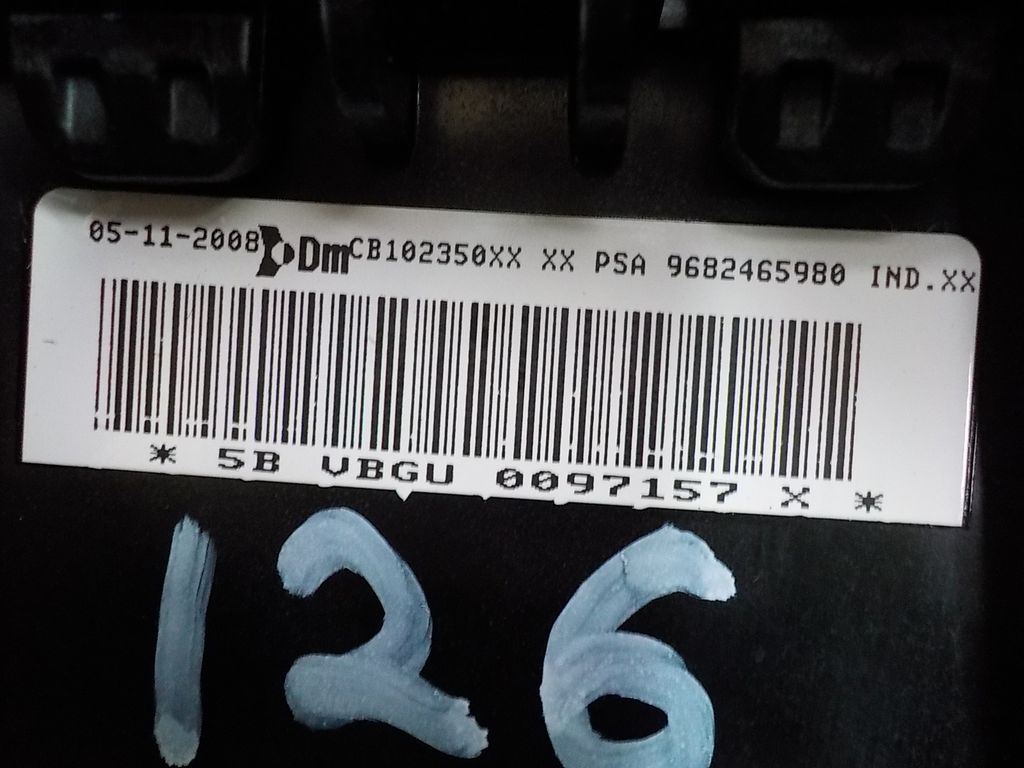 05-11-2008 Dm CB102350XX XX PSA 9682465980 IND.XX
* 5B VBGU 0097157 X *
126